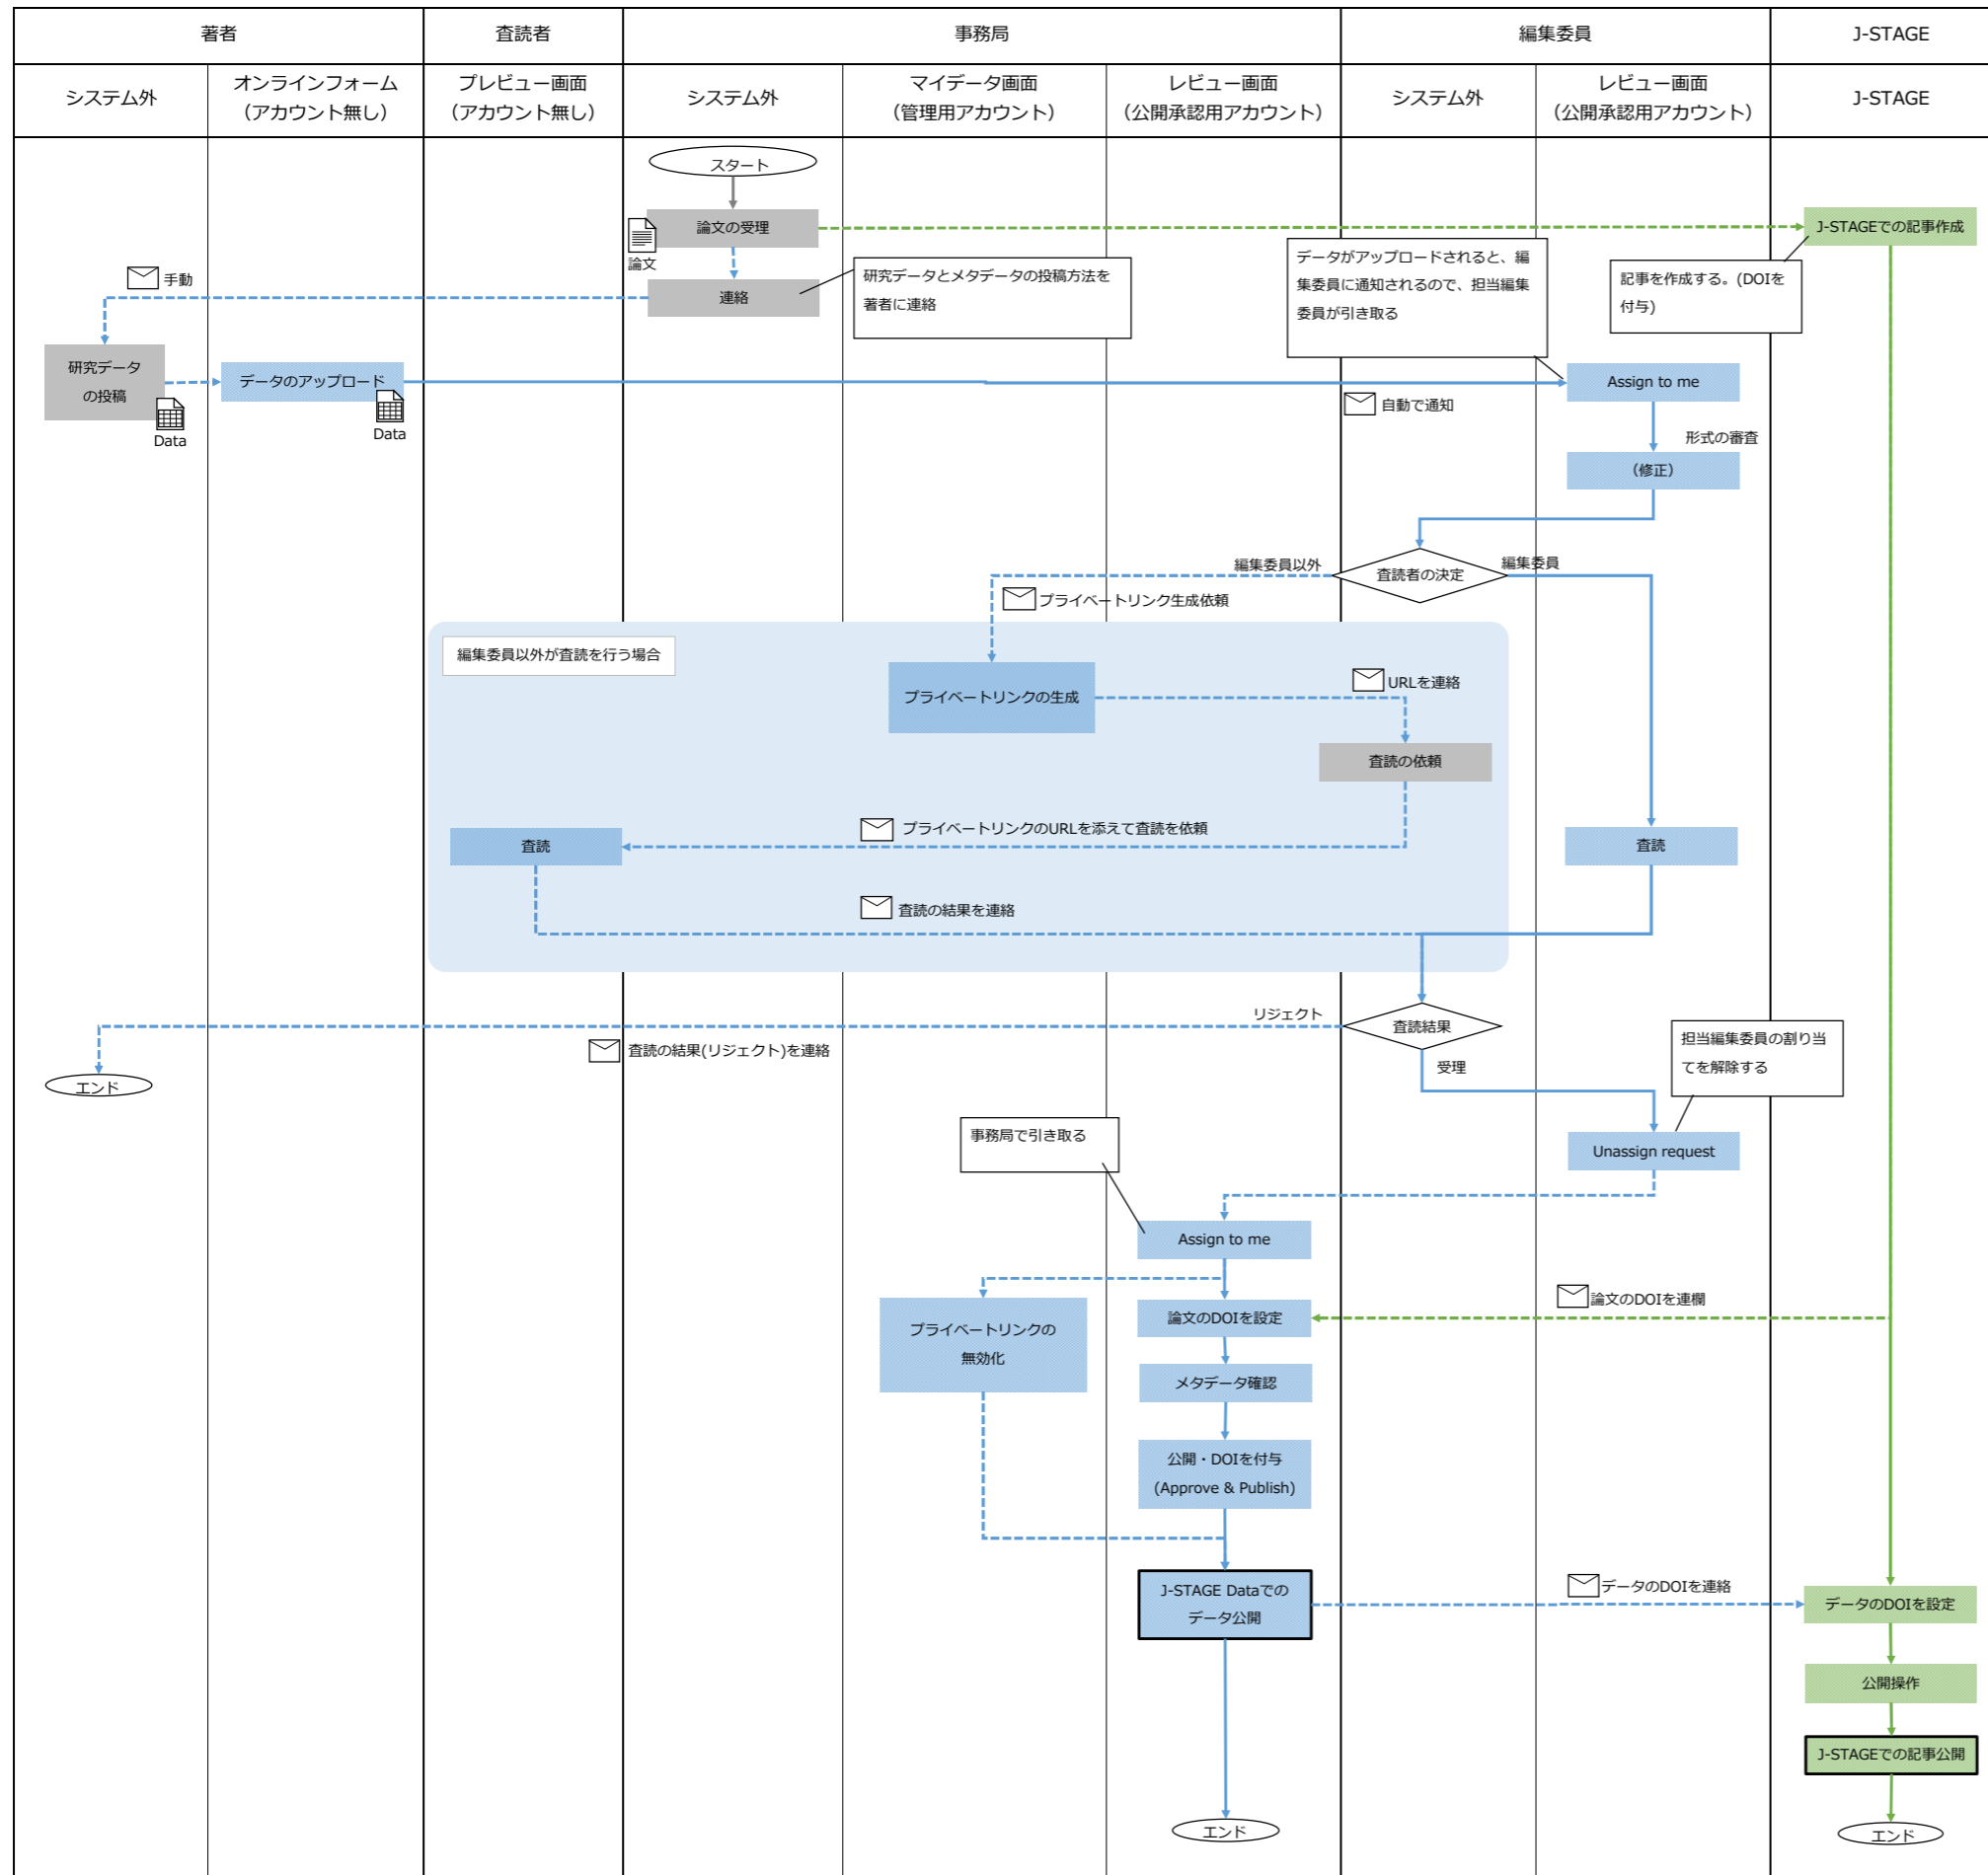 著者
査読者
事務局
編集委員
J-STAGE
システム外
オンラインフォーム
（アカウント無し）
プレビュー画面
（アカウント無し）
システム外
マイデータ画面
（管理用アカウント）
レビュー画面
（公開承認用アカウント）
システム外
レビュー画面
（公開承認用アカウント）
J-STAGE
スタート
論文の受理
論文
J-STAGEでの記事作成
データがアップロードされると、編
集委員に通知されるので、担当編集
委員が引き取る
記事を作成する。(DOIを
付与)
研究データとメタデータの投稿方法を
著者に連絡
手動
連絡
研究データ
の投稿
Data
データのアップロード
Data
Assign to me
自動で通知
形式の審査
（修正）
編集委員以外
査読者の決定
編集委員
プライベートリンク生成依頼
編集委員以外が査読を行う場合
プライベートリンクの生成
URLを連絡
査読の依頼
プライベートリンクのURLを添えて査読を依頼
査読
査読
査読の結果を連絡
リジェクト
査読結果
査読の結果(リジェクト)を連絡
受理
担当編集委員の割り当
てを解除する
エンド
事務局で引き取る
Unassign request
Assign to me
論文のDOIを連欄
論文のDOIを設定
プライベートリンクの
無効化
メタデータ確認
公開・DOIを付与
(Approve & Publish)
J-STAGE Dataでの
データ公開
データのDOIを連絡
データのDOIを設定
公開操作
J-STAGEでの記事公開
エンド
エンド